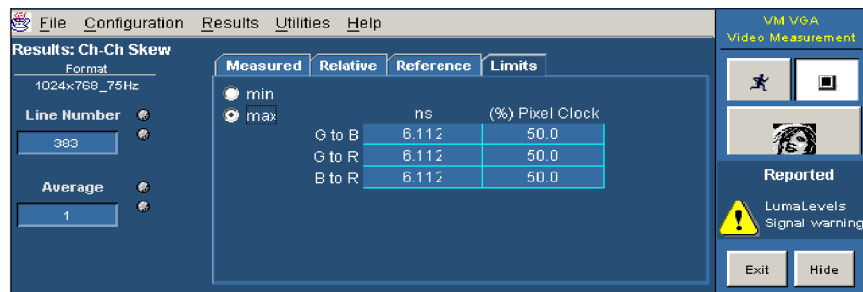 File Configuration Results Utilities Help
Results: Ch-Ch Skew
Format
1024x768_75Hz
Line Number
383
Average
1
Measured Relative Reference Limits
min
max
ns (%) Pixel Clock
G to B 6.112 50.0
G to R 6.112 50.0
B to R 6.112 50.0
VM VGA
Video Measurement
Reported
LumaLevels
Signal warning
Exit Hide